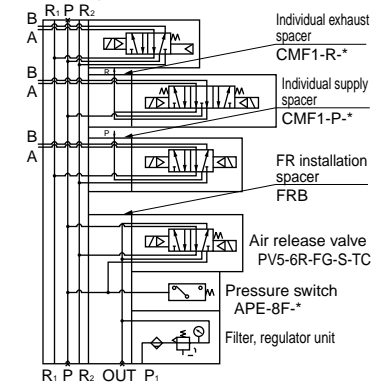 R1 P R2
B
A
Individual exhaust
spacer
CMF1-R-*
B
A
R
Individual supply
spacer
CMF1-P-*
B
A
P
FR installation
spacer
FRB
Air release valve
PV5-6R-FG-S-TC
Pressure switch
APE-8F-*
Filter, regulator unit
R1 P R2 OUT P1